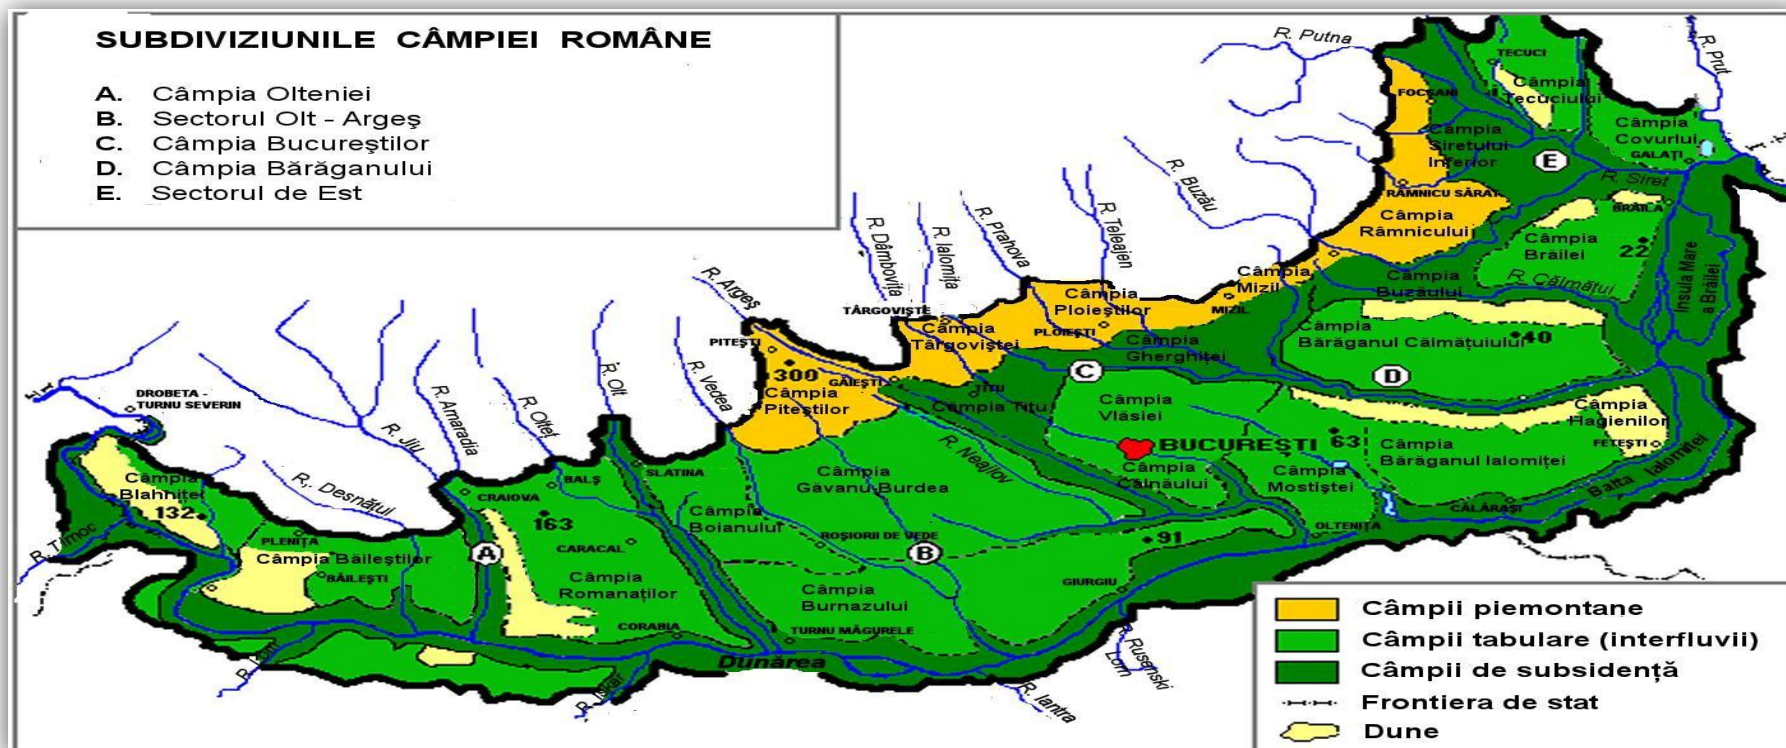 SUBDIVIZIUNILE CÂMPIEI ROMÂNE
A. Câmpia Olteniei
B. Sectorul Olt - Argeş
C. Câmpia Bucureştilor
D. Câmpia Bărăganului
E. Sectorul de Est
R. Putna
TECUCI
R. Prut
FOCŞANI
Câmpia
Tecuciului
Câmpia
Covurlui
GALAŢI
Câmpia
Siretului
Inferior
E
R. Siret
R. Buzău
RÂMNICU SĂRAT
BRĂILA
Câmpia
Râmnicului
Câmpia
Brăilei
22
Insula Mare
a Brăilei
R. Dâmboviţa
R. Ialomiţa
R. Prahova
R. Teleajen
Câmpia
Mizil
MIZIL
Câmpia
Buzăului
R. Călmăţui
R. Argeş
TÂRGOVIŞTE
Câmpia
Ploieştilor
PLOIEŞTI
Câmpia
Târgoviştei
Câmpia
Gherghiţei
Câmpia
Bărăganul Călmăţuiului
40
PITEŞTI
300
GĂIEŞTI
Câmpia
Piteştilor
TITU
Câmpia Titu
C
D
DROBETA -
TURNU SEVERIN
R. Jiu
R. Amaradia
R. Olteţ
R. Olt
R. Vedea
Câmpia
Vlăsiei
Câmpia
Hagienilor
FETEŞTI
BUCUREŞTI
63
Câmpia
Bărăganul Ialomiţei
R. Neajlov
Câmpia
Câlnăului
Câmpia
Mostiştei
Balta Ialomiţei
CĂLĂRAŞI
OLTENIŢA
R. Desnăţul
Câmpia
Blahniţei
132
R. Timoc
PLENIŢA
Câmpia Băileştilor
BĂILEŞTI
CRAIOVA
BALŞ
SLATINA
163
CARACAL
A
Câmpia
Romanaţilor
CORABIA
Câmpia
Găvanu-Burdea
Câmpia
Boianului
ROŞIORII DE VEDE
B
91
Câmpia
Burnazului
GIURGIU
TURNU MĂGURELE
Dunărea
R. Lom
R. Iskar
R. Iantra
R. Rusenski
Lom
Câmpii piemontane
Câmpii tabulare (interfluvii)
Câmpii de subsidenţă
Frontiera de stat
Dune